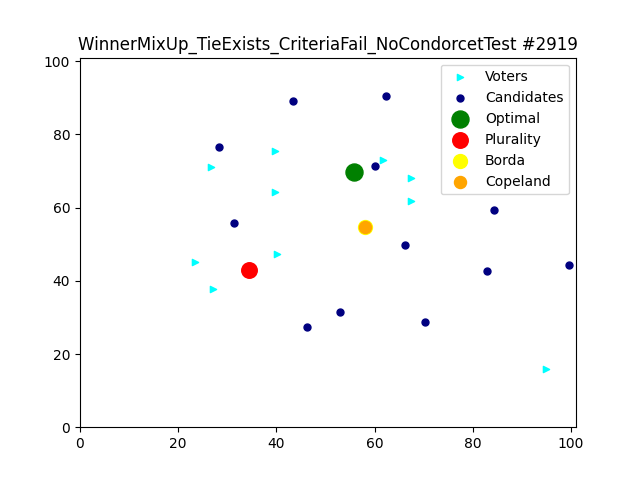 WinnerMixUp_TieExists_CriteriaFail_NoCondorcetTest #2919
Voters
Candidates
Optimal
Plurality
Borda
Copeland
100
80
60
40
20
0
0 20 40 60 80 100